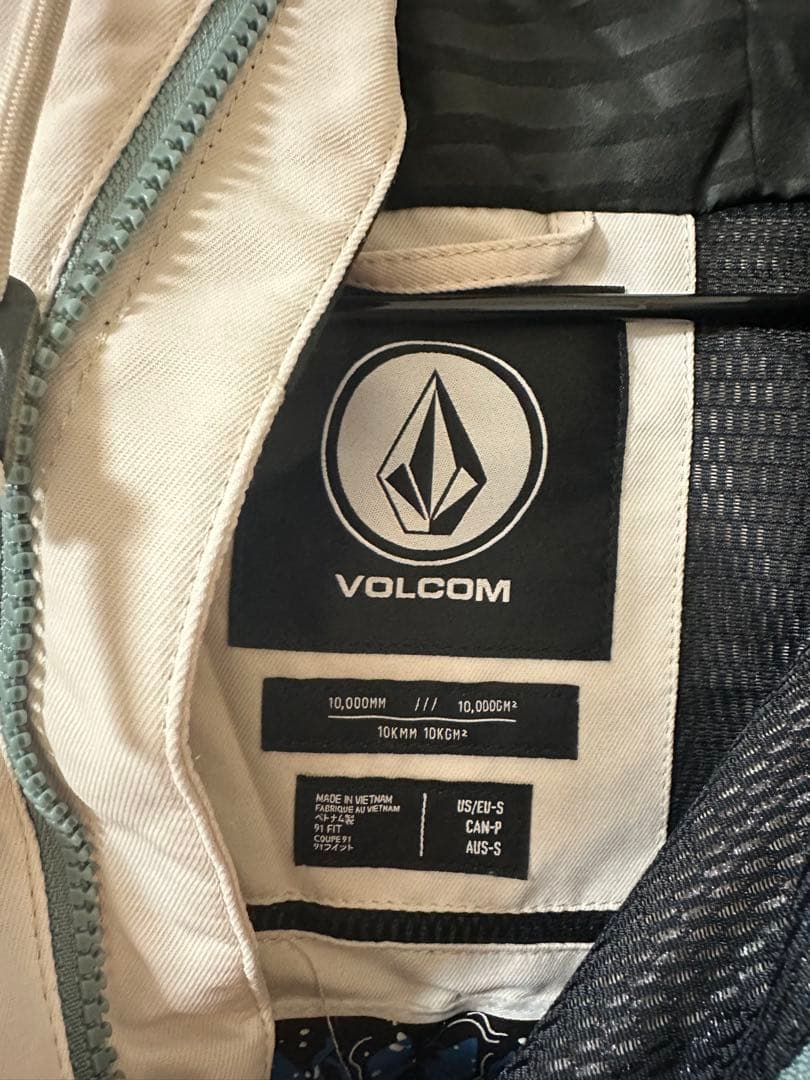 VOLCOM
10,000MM /// 10,000GM²
10KMM 10KGM²
MADE IN VIETNAM
FABRIQUE AU VIETNAM
ベトナム製
91 FIT
COUPE 91
91フィット
US/EU-S
CAN-P
AUS-S